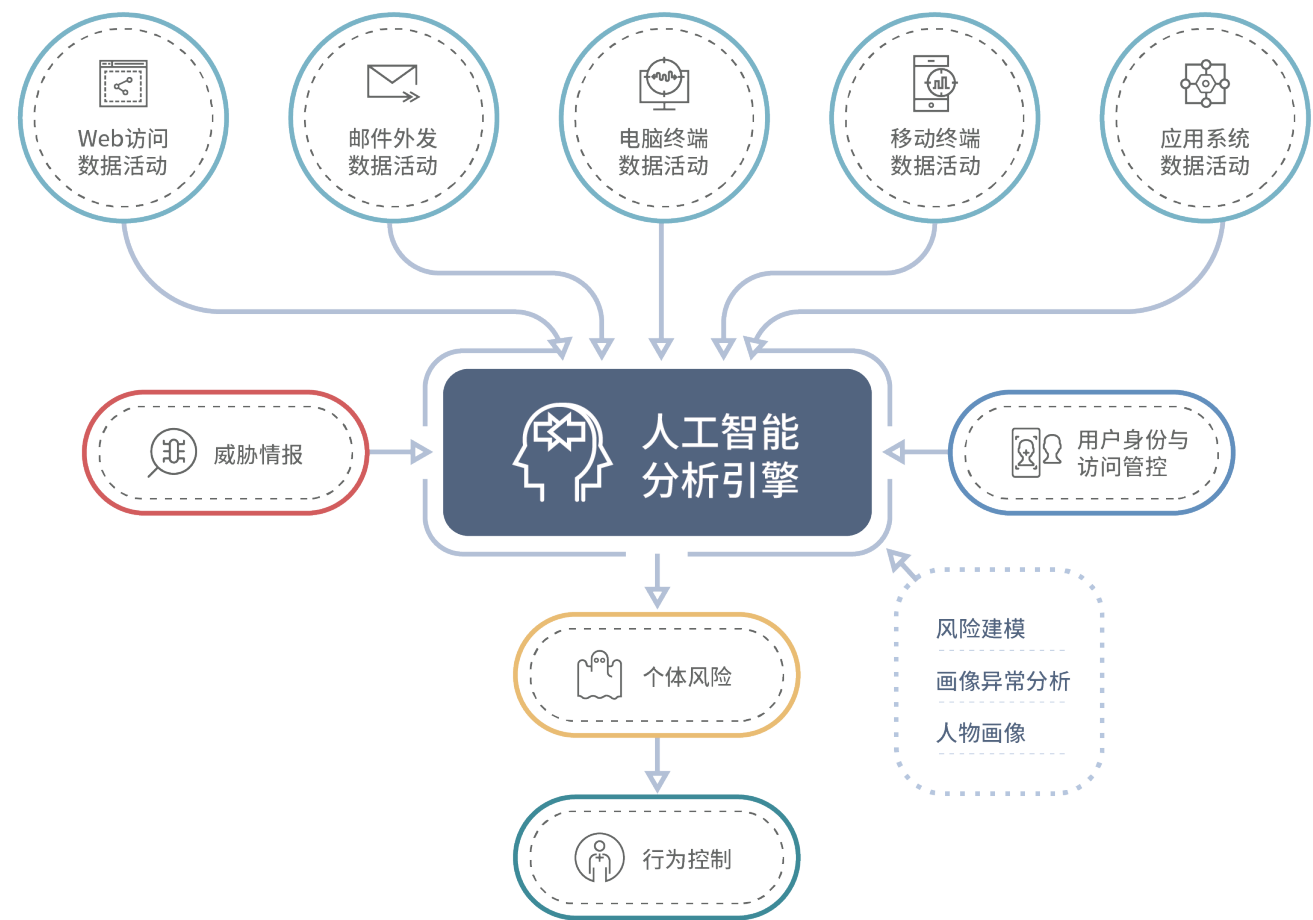 Web访问
数据活动
邮件外发
数据活动
电脑终端
数据活动
移动终端
数据活动
应用系统
数据活动
威胁情报
人工智能
分析引擎
用户身份与
访问管控
风险建模
画像异常分析
人物画像
个体风险
行为控制